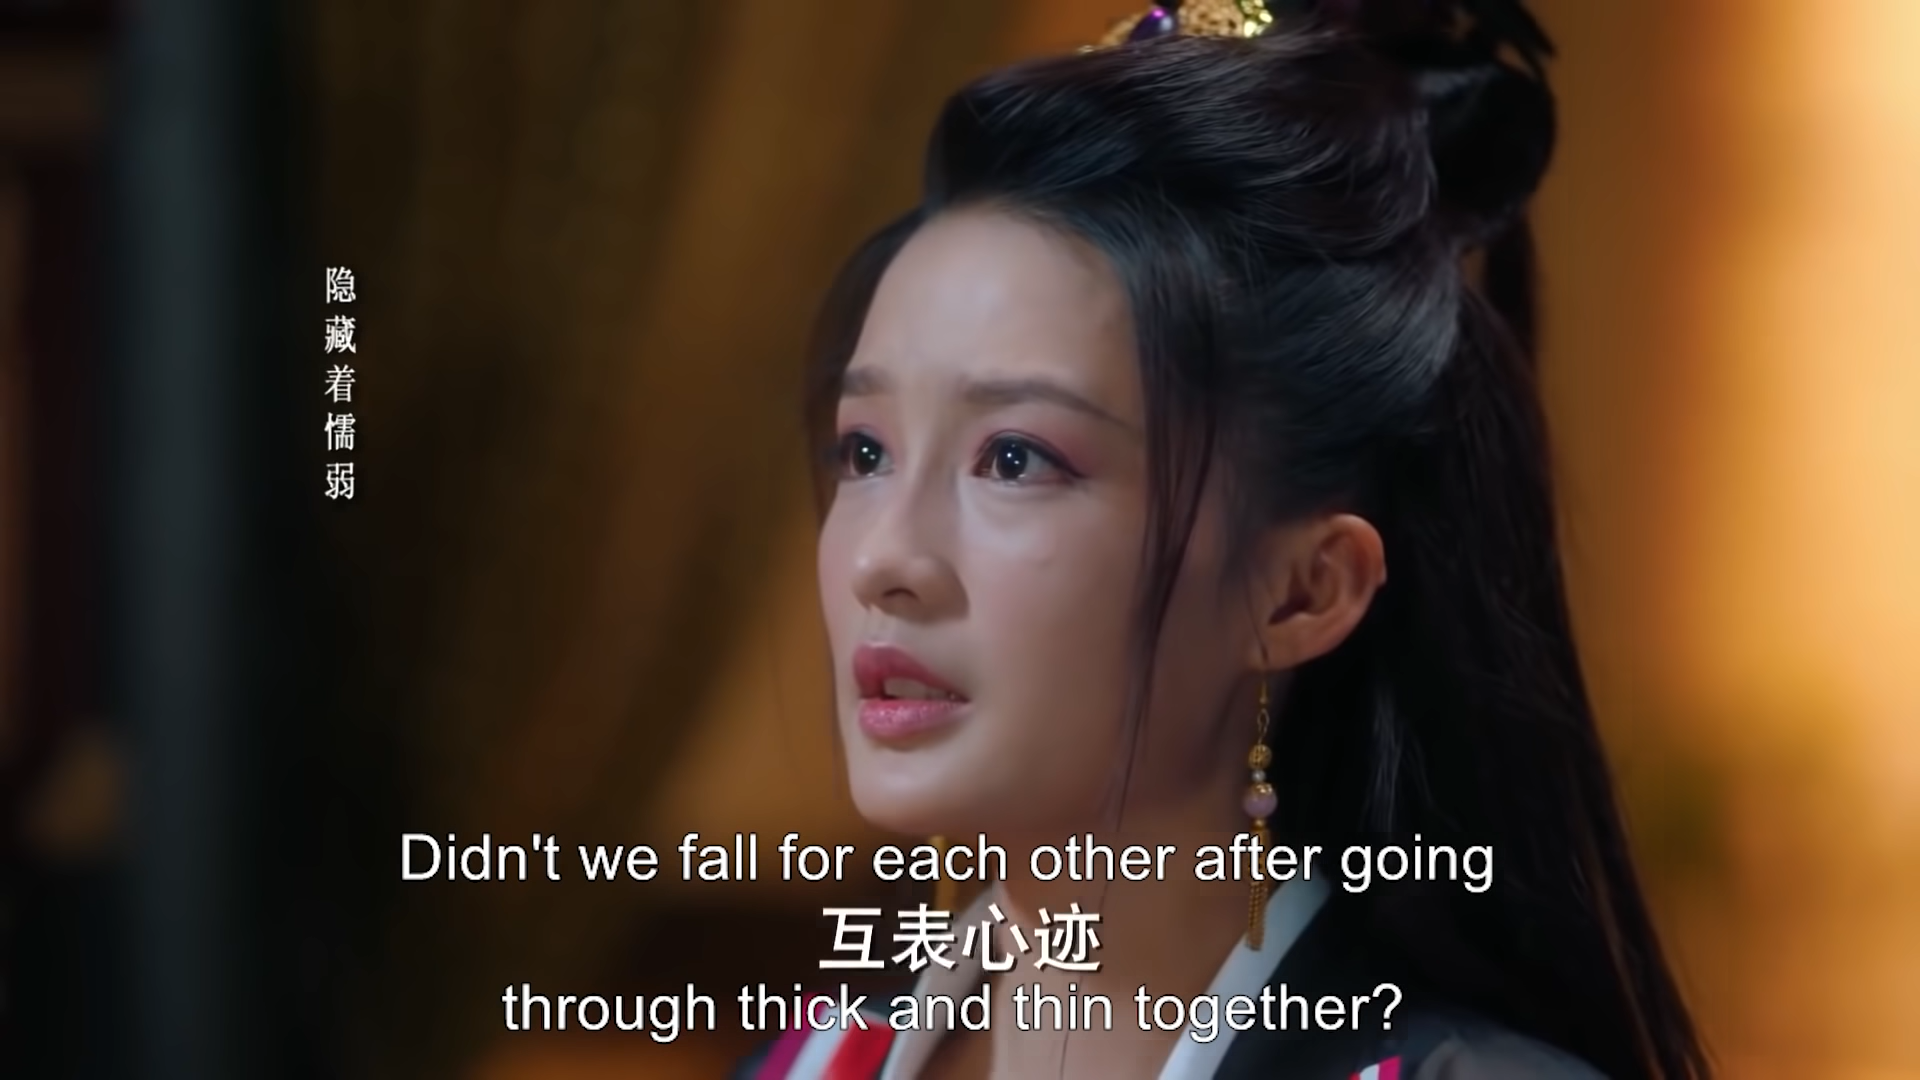 隐藏着懦弱
Didn't we fall for each other after going
互表心迹
through thick and thin together?